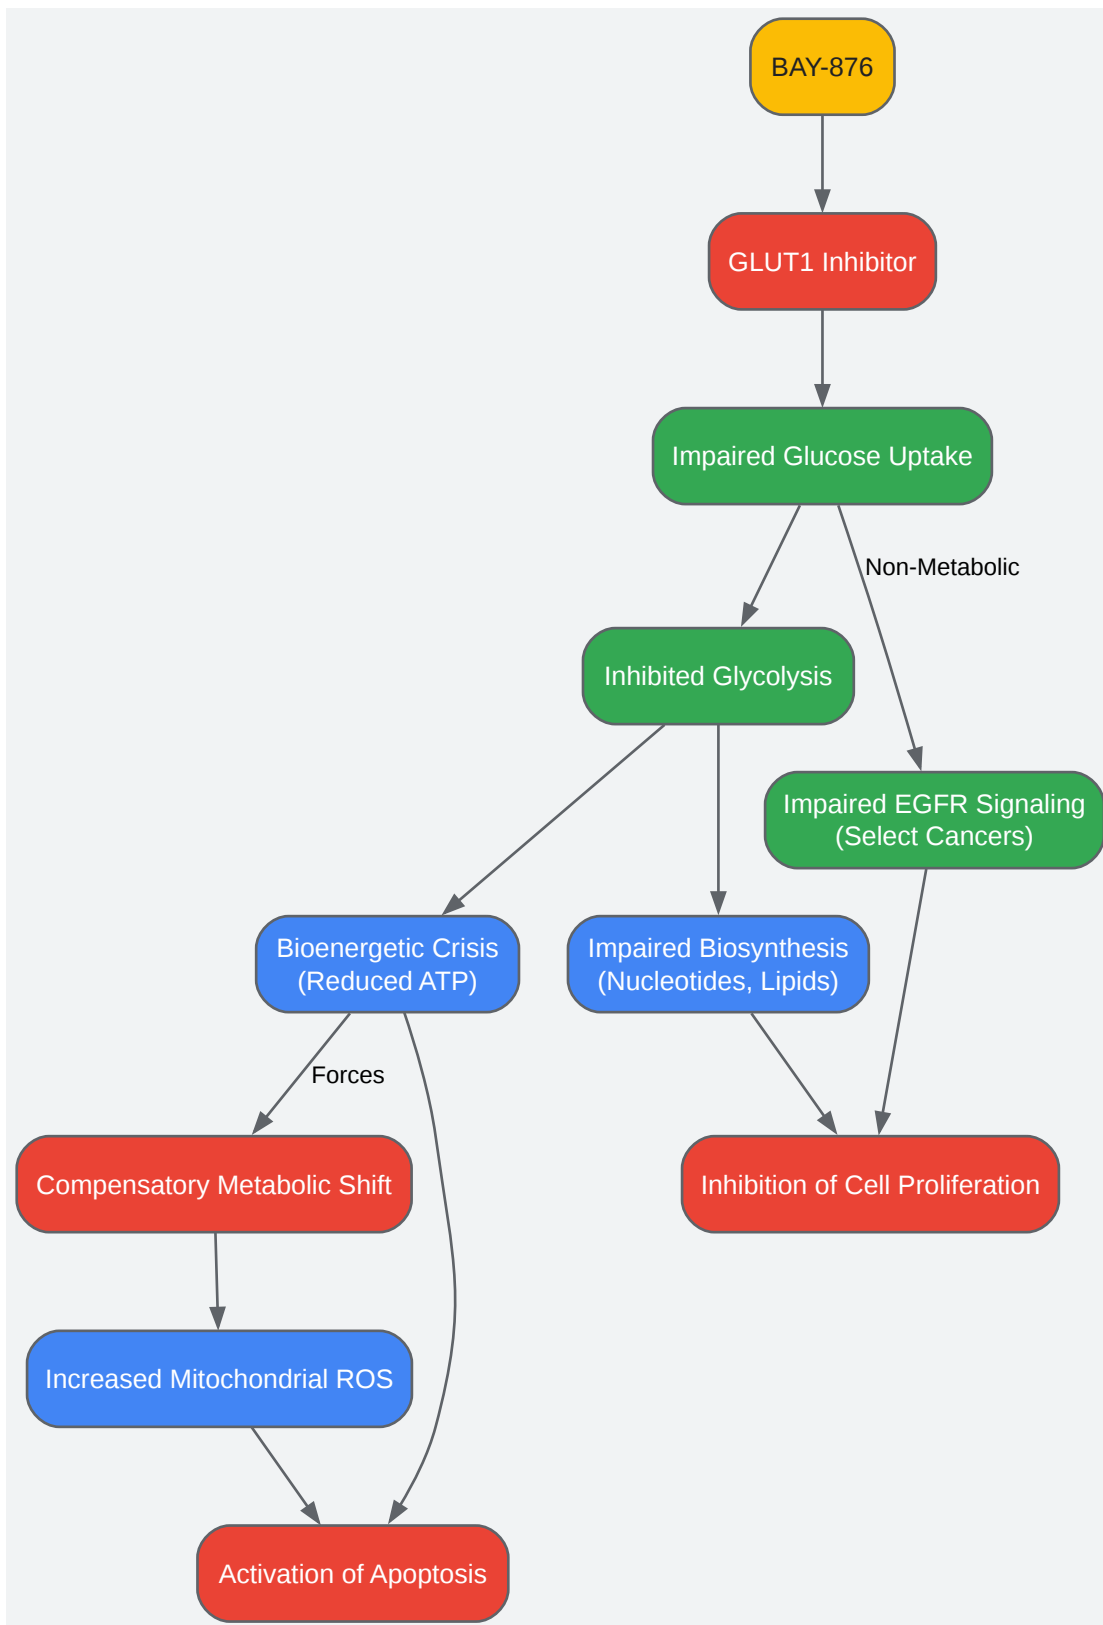 BAY-876
GLUT1 Inhibitor
Impaired Glucose Uptake
Non-Metabolic
Inhibited Glycolysis
Impaired EGFR Signaling
(Select Cancers)
Bioenergetic Crisis
(Reduced ATP)
Impaired Biosynthesis
(Nucleotides, Lipids)
Forces
Compensatory Metabolic Shift
Inhibition of Cell Proliferation
Increased Mitochondrial ROS
Activation of Apoptosis